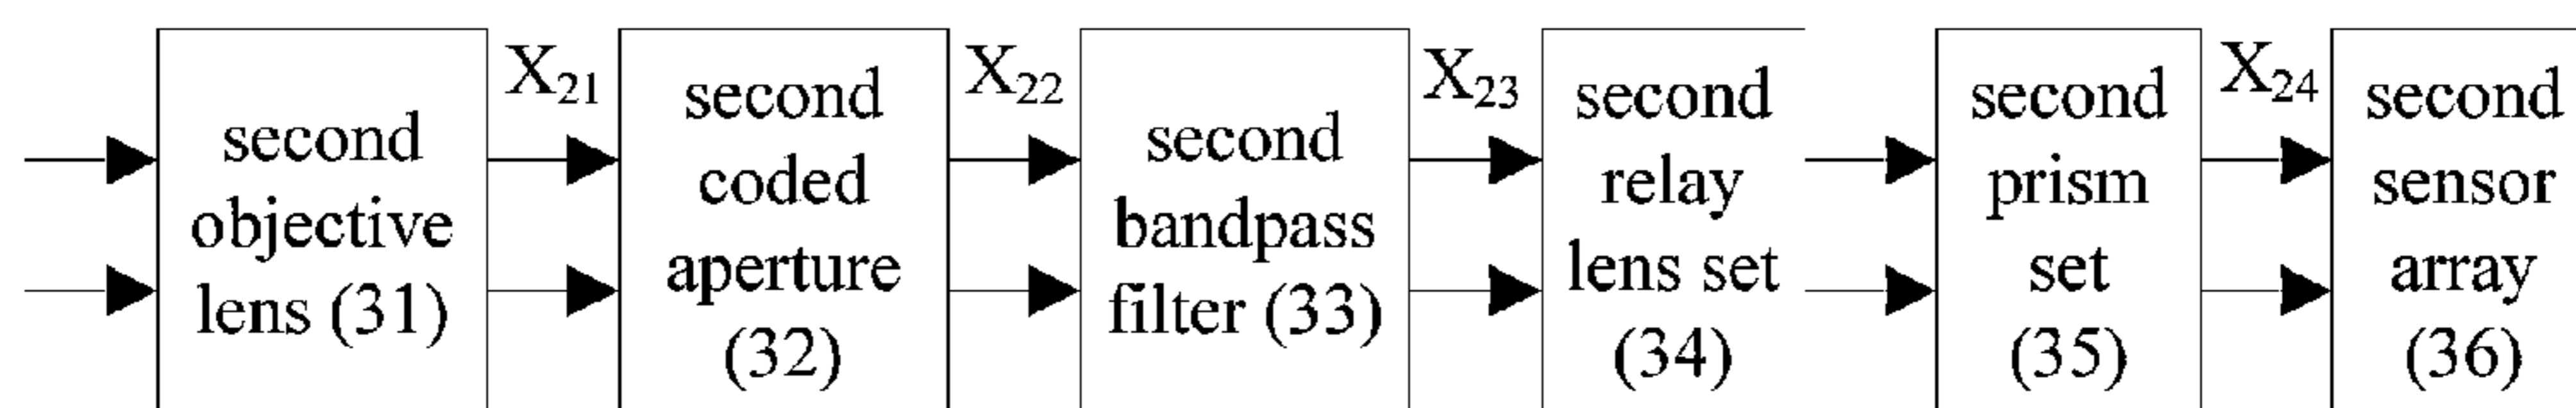 second
objective
lens (31)
X21
second
coded
aperture
(32)
X22
second
bandpass
filter (33)
X23
second
relay
lens set
(34)
second
prism
set
(35)
X24
second
sensor
array
(36)